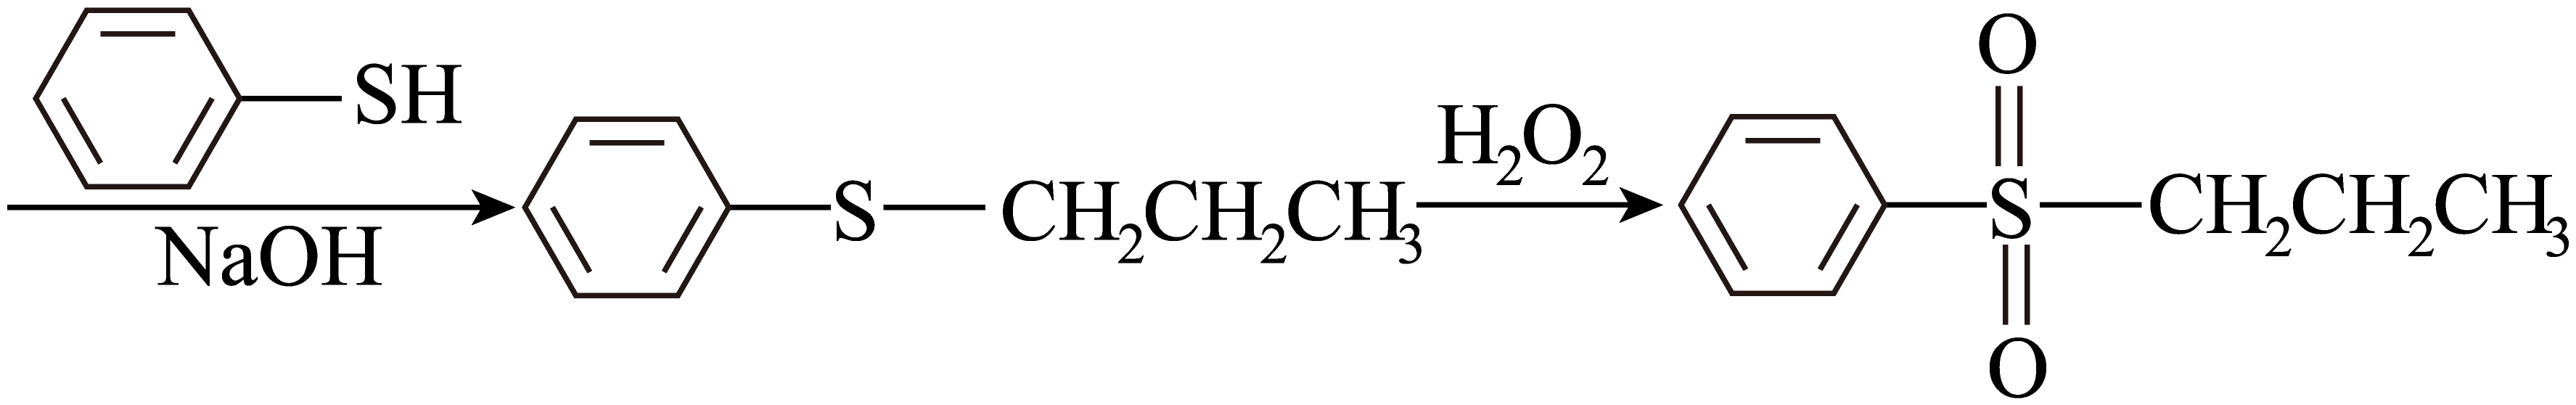 SH
NaOH
S CH₂CH₂CH₃
H₂O₂
O
S CH₂CH₂CH₃
O